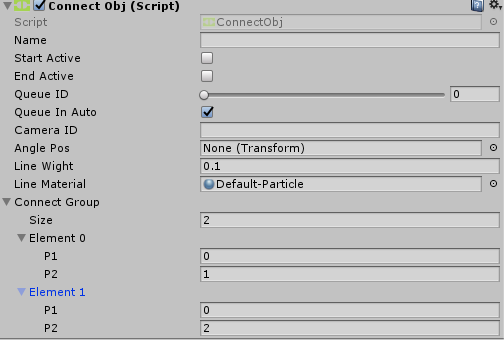 Connect Obj (Script)
Script ConnectObj
Name
Start Active
End Active
Queue ID 0
Queue In Auto
Camera ID
Angle Pos None (Transform)
Line Wight 0.1
Line Material Default-Particle
Connect Group
Size 2
Element 0
P1 0
P2 1
Element 1
P1 0
P2 2